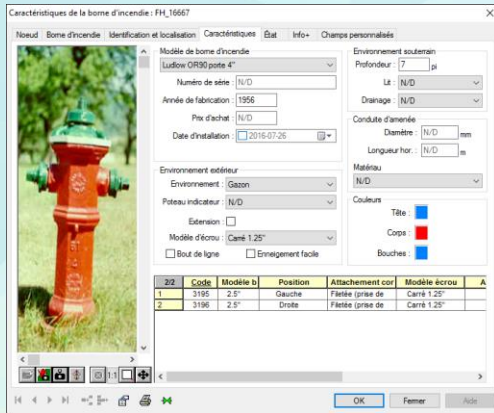 Caractéristiques de la borne d'incendie : FH_16667
Noeud Borne d'incendie Identification et localisation Caractéristiques État Info+ Champs personnalisés
Modèle de borne d'incendie
Ludlow OR90 porte 4"
Numéro de série : N/D
Année de fabrication : 1956
Prix d'achat : N/D
Date d'installation : 2016-07-26
Environnement extérieur
Environnement : Gazon
Poteau indicateur : N/D
Extension :
Modèle d'écrou : Carré 1.25"
Bout de ligne Enneigement facile
Environnement souterrain
Profondeur : 7 pi
Lit : N/D
Drainage : N/D
Conduite d'amenée
Diamètre : N/D mm
Longueur hor. : N/D m
Matériau
N/D
Couleurs
Tête :
Corps :
Bouches :
2/2 Code Modèle b Position Attachement cor Modèle écrou A
1 3195 2.5" Gauche Filetée (prise de Carré 1.25"
2 3196 2.5" Droite Filetée (prise de Carré 1.25"
1:1
OK Fermer Aide